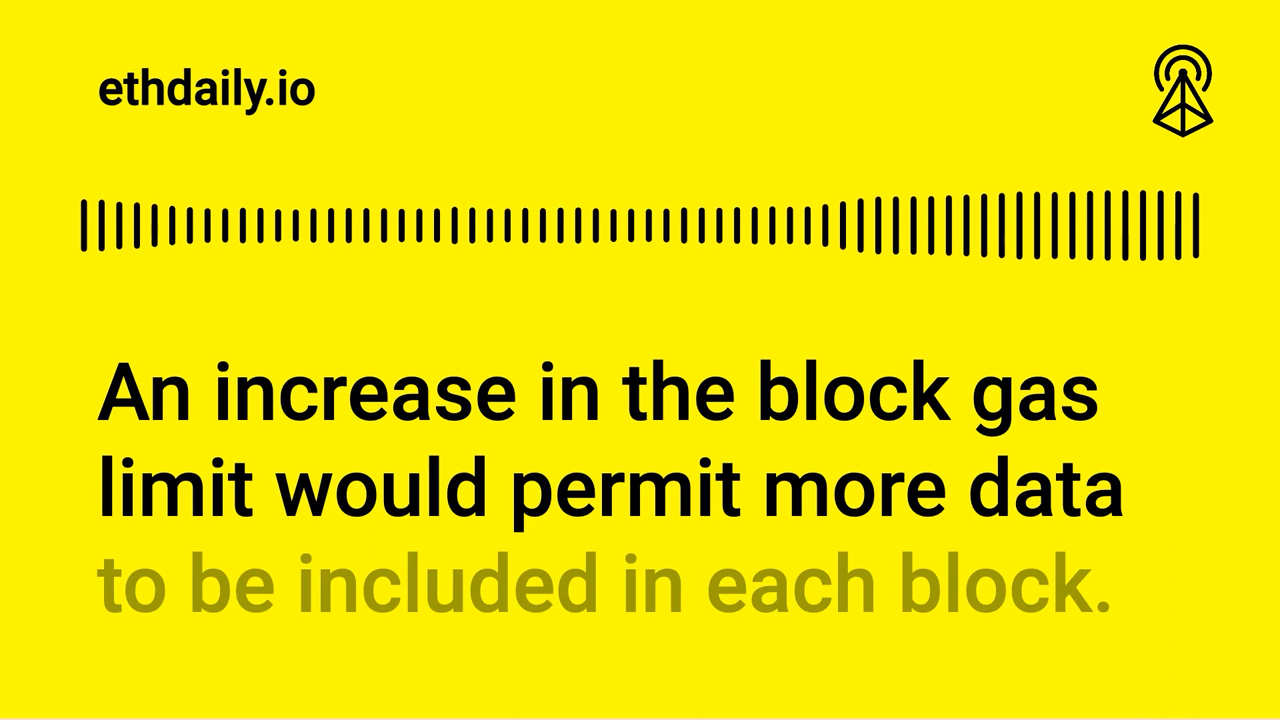 ethdaily.io
An increase in the block gas
limit would permit more data
to be included in each block.